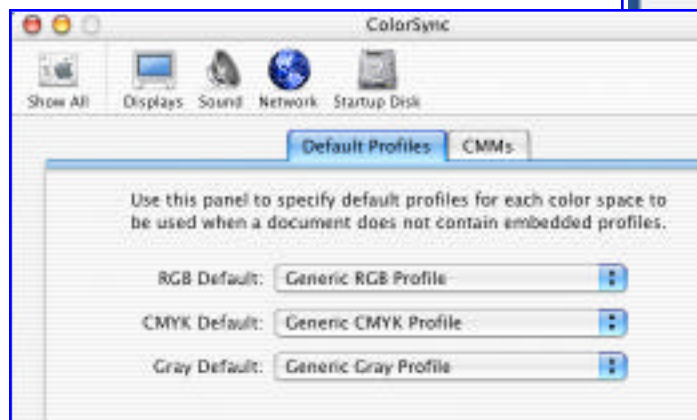 ColorSync
Show All Displays Sound Network Startup Disk
Default Profiles CMMs
Use this panel to specify default profiles for each color space to
be used when a document does not contain embedded profiles.
RGB Default: Generic RGB Profile
CMYK Default: Generic CMYK Profile
Gray Default: Generic Gray Profile